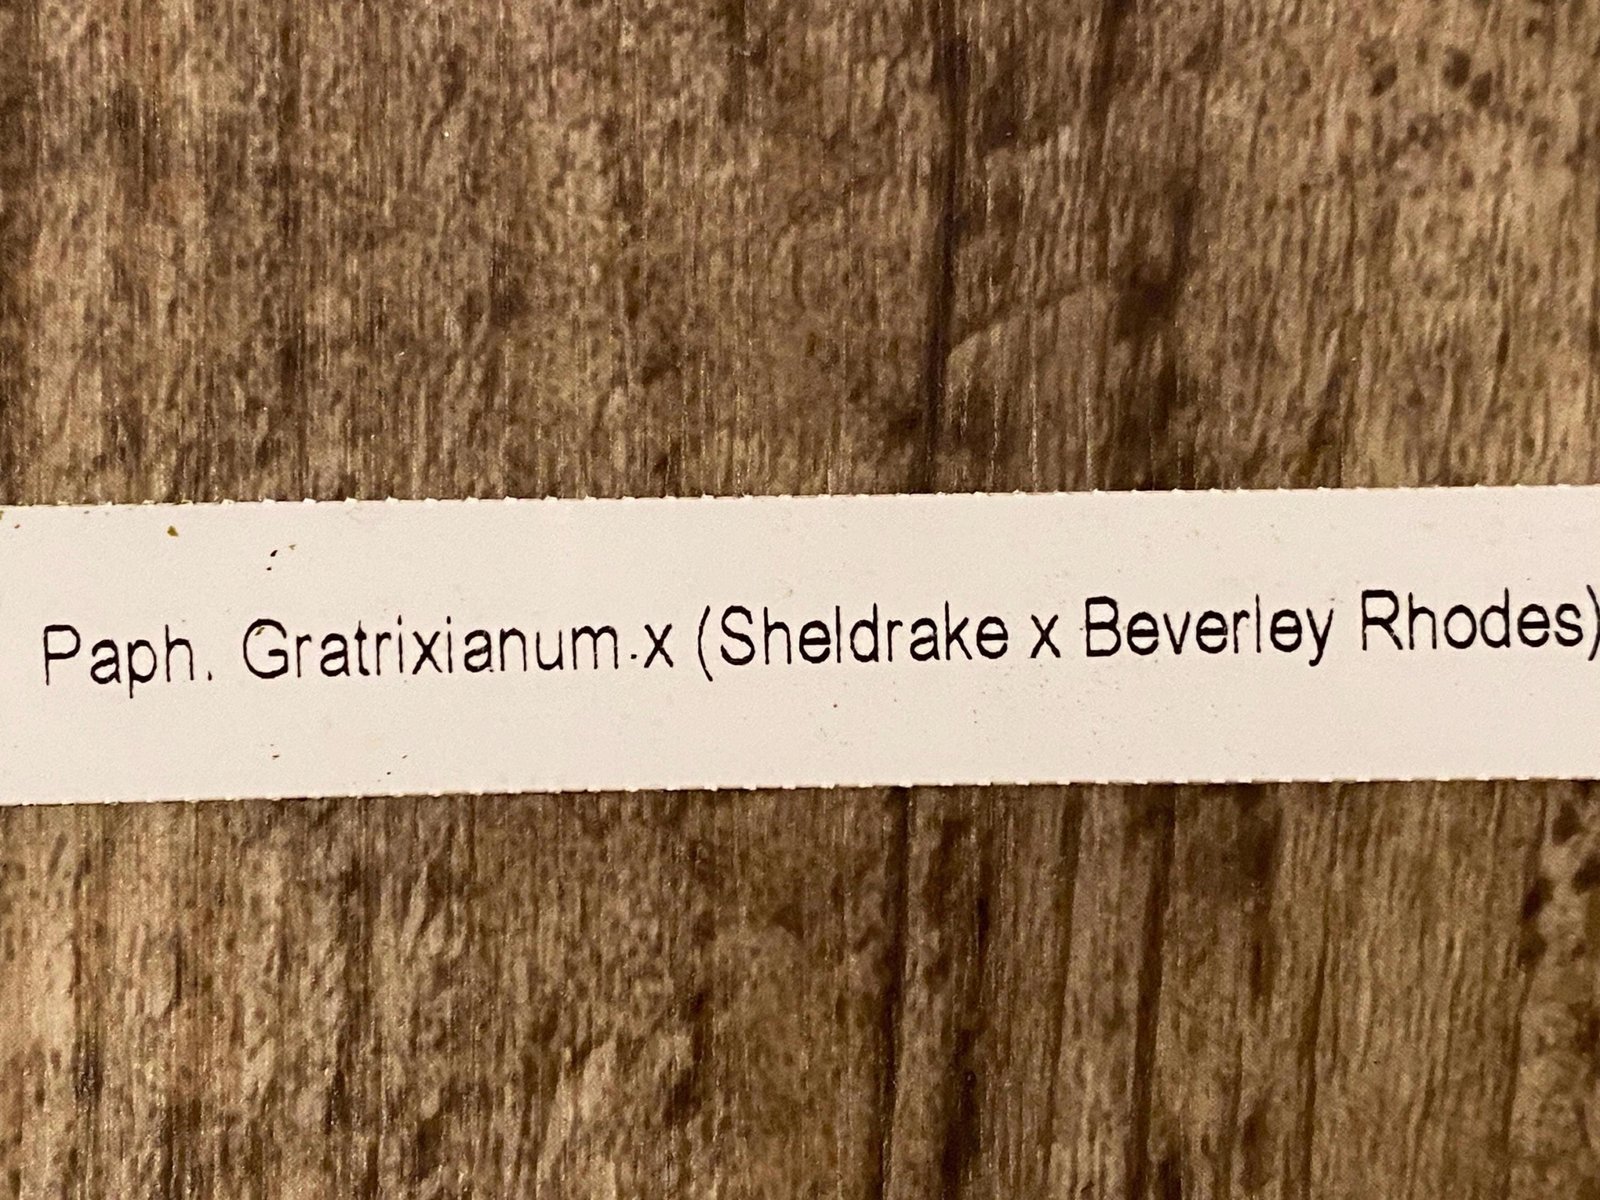 Paph. Gratrixianum x (Sheldrake x Beverley Rhodes)